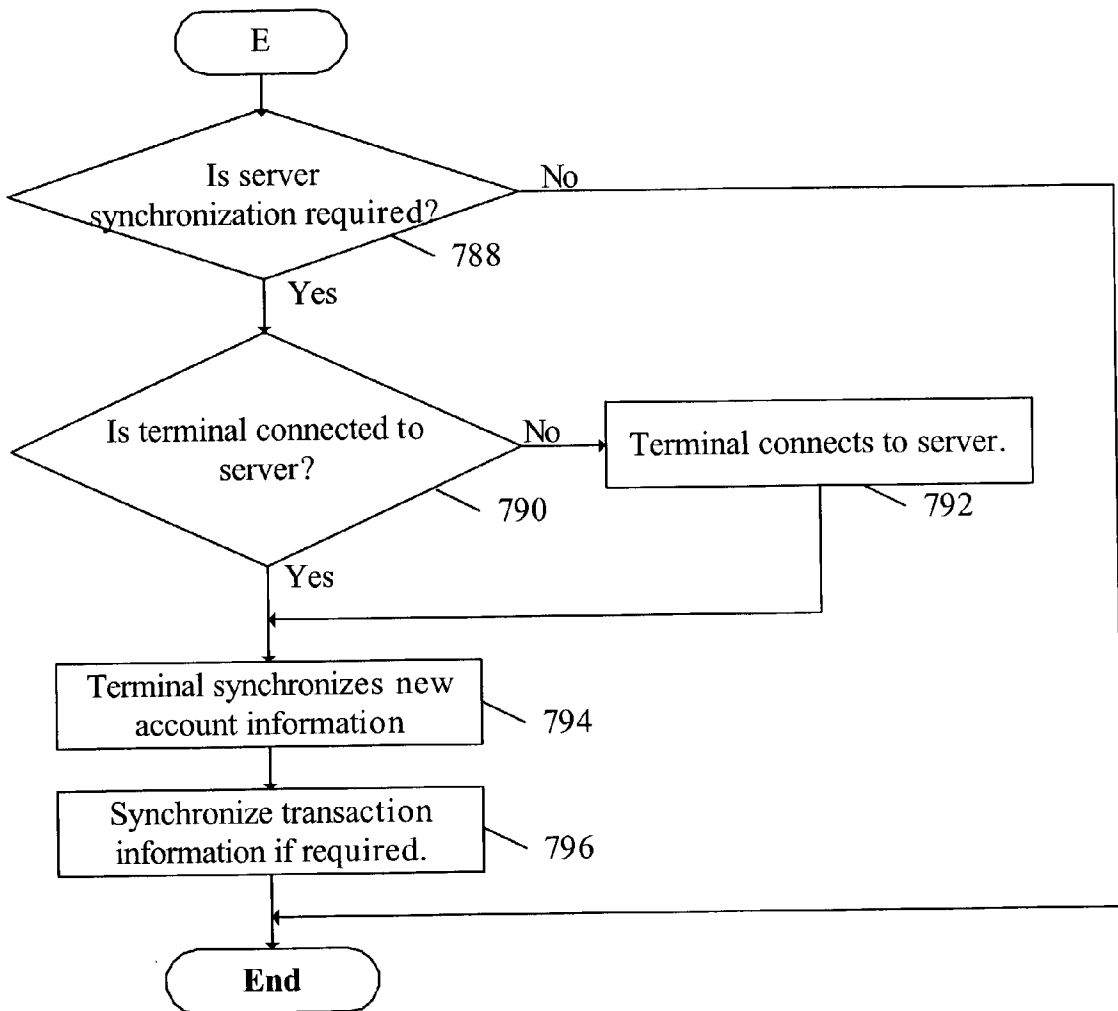 E
Is server
synchronization required?
No
788
Yes
Is terminal connected to
server?
No
Terminal connects to server.
790
792
Yes
Terminal synchronizes new
account information
794
Synchronize transaction
information if required.
796
End